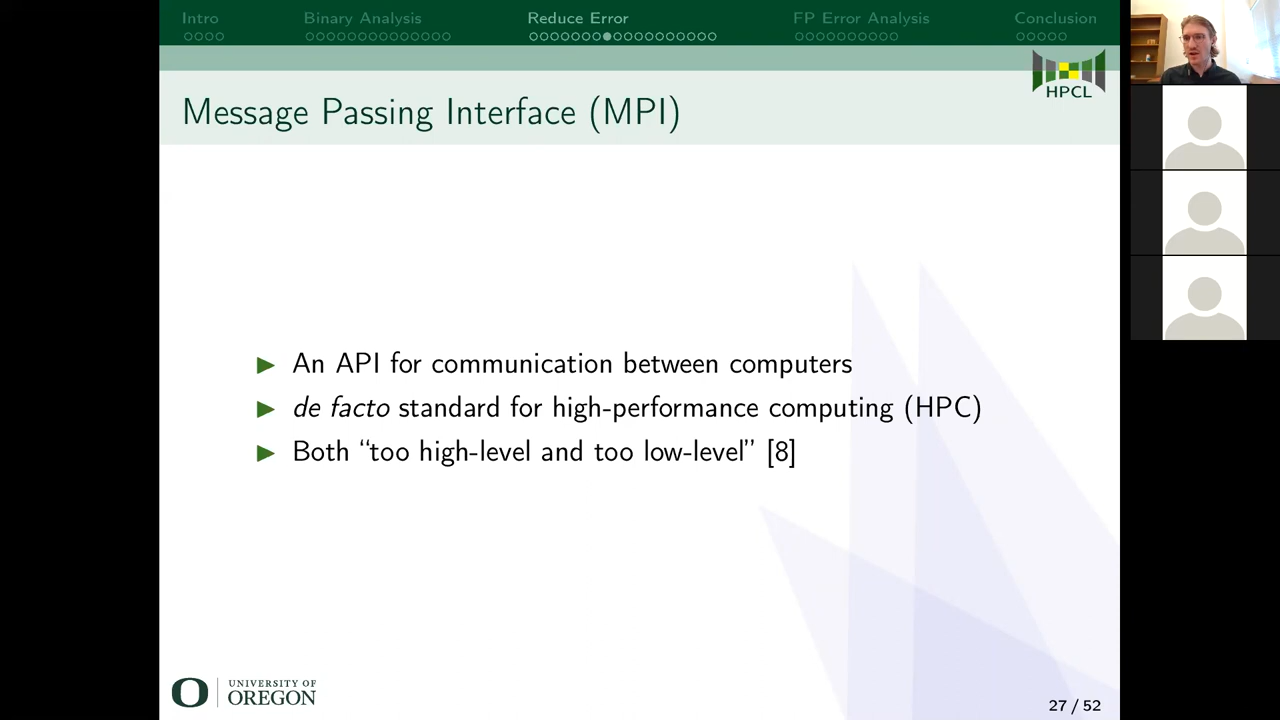 Intro Binary Analysis Reduce Error FP Error Analysis Conclusion
HPCL
Message Passing Interface (MPI)
An API for communication between computers
de facto standard for high-performance computing (HPC)
Both “too high-level and too low-level” [8]
UNIVERSITY OF
OREGON
27 / 52